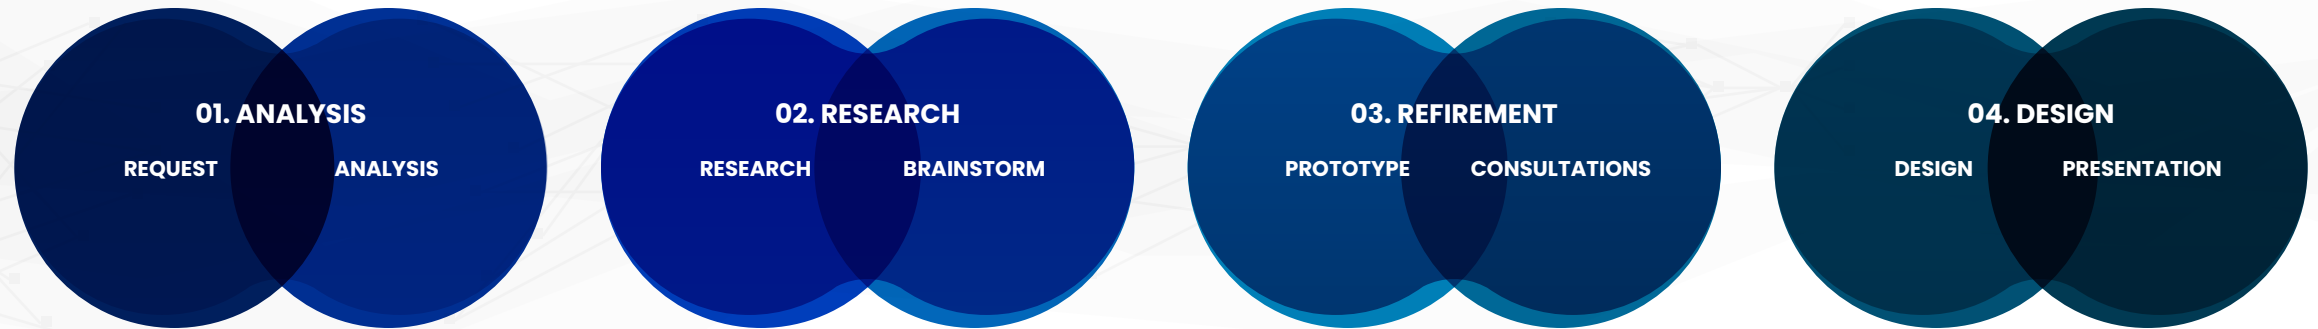 01. ANALYSIS
REQUEST ANALYSIS
02. RESEARCH
RESEARCH BRAINSTORM
03. REFIREMENT
PROTOTYPE CONSULTATIONS
04. DESIGN
DESIGN PRESENTATION